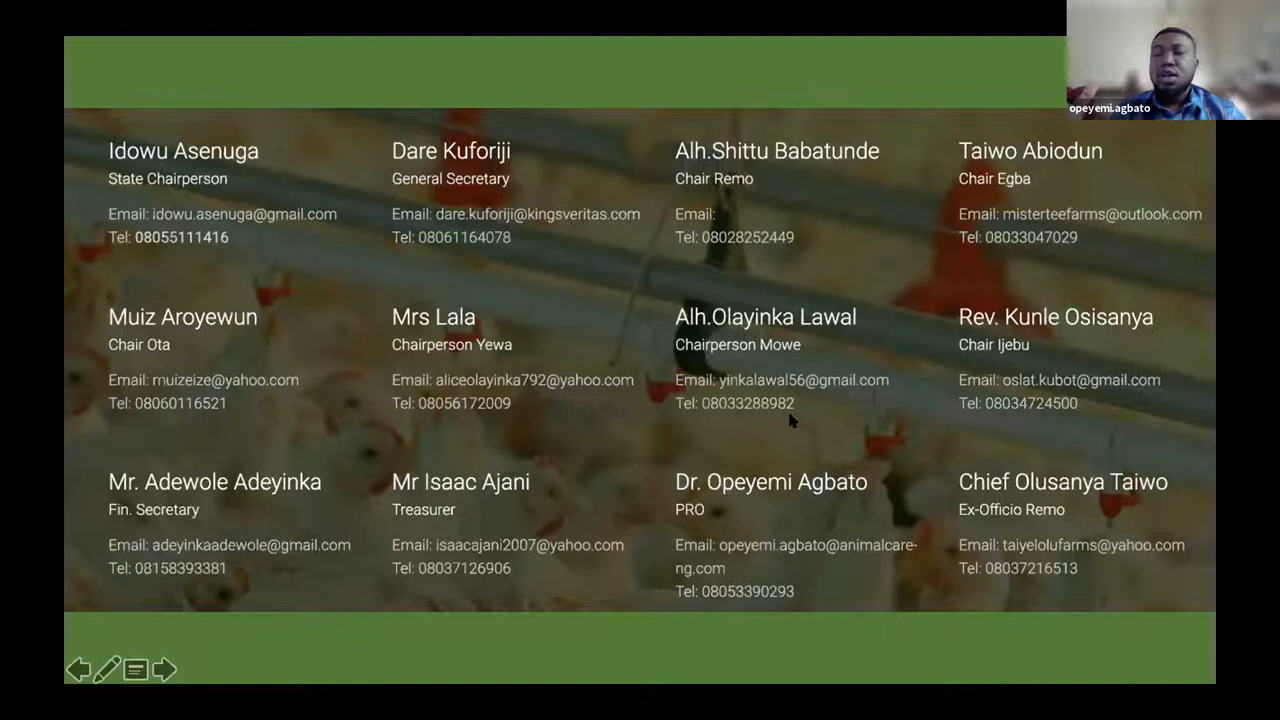 opeyemi.agbato
Idowu Asenuga
State Chairperson
Email: idowu.asenuga@gmail.com
Tel: 08055111416
Dare Kuforiji
General Secretary
Email: dare.kuforiji@kingsveritas.com
Tel: 08061164078
Alh.Shittu Babatunde
Chair Remo
Email:
Tel: 08028252449
Taiwo Abiodun
Chair Egba
Email: misterteefarms@outlook.com
Tel: 08033047029
Muiz Aroyewun
Chair Ota
Email: muizeize@yahoo.com
Tel: 08060116521
Mrs Lala
Chairperson Yewa
Email: aliceolayinka792@yahoo.com
Tel: 08056172009
Alh.Olayinka Lawal
Chairperson Mowe
Email: yinkalawal56@gmail.com
Tel: 08033288982
Rev. Kunle Osisanya
Chair Ijebu
Email: oslat.kubot@gmail.com
Tel: 08034724500
Mr. Adewole Adeyinka
Fin. Secretary
Email: adeyinkaadewole@gmail.com
Tel: 08158393381
Mr Isaac Ajani
Treasurer
Email: isaacajani2007@yahoo.com
Tel: 08037126906
Dr. Opeyemi Agbato
PRO
Email: opeyemi.agbato@animalcare-
ng.com
Tel: 08053390293
Chief Olusanya Taiwo
Ex-Officio Remo
Email: taiyelolufarms@yahoo.com
Tel: 08037216513